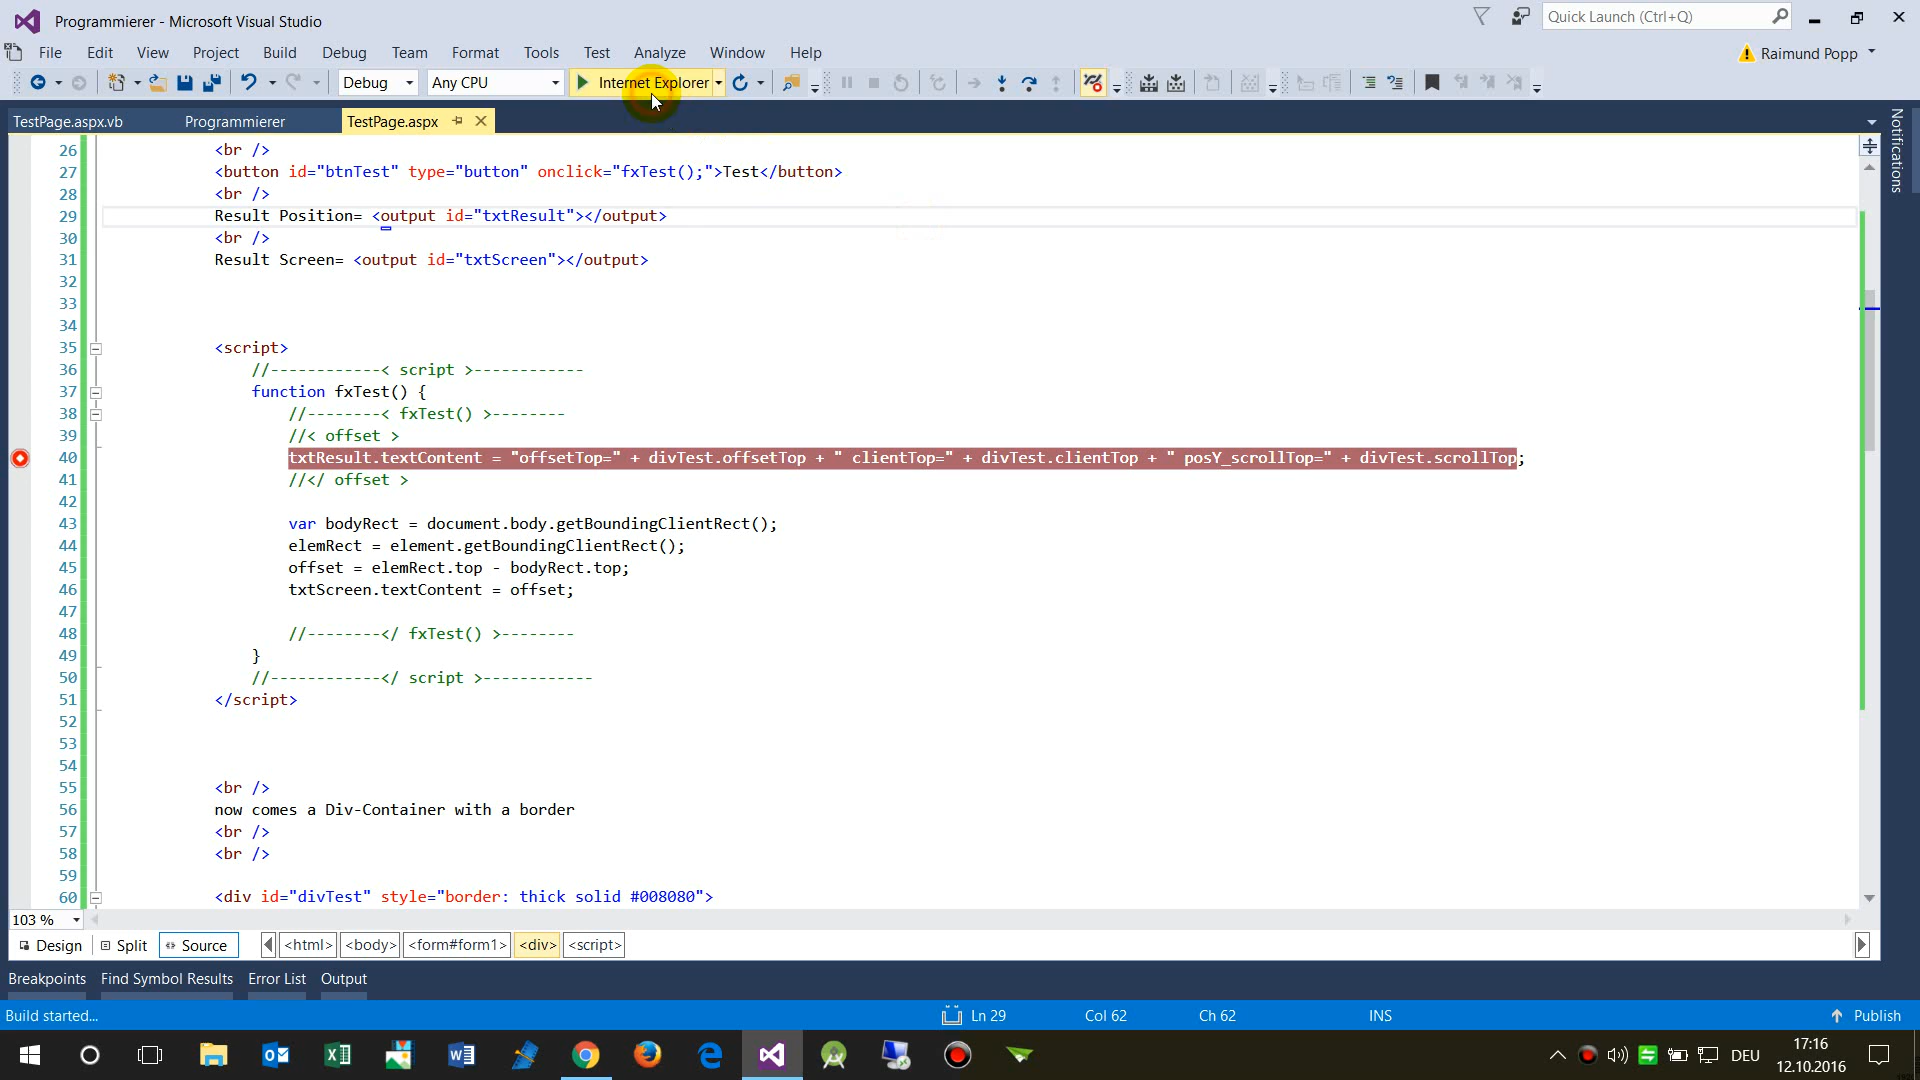 Programmierer - Microsoft Visual Studio
Quick Launch (Ctrl+Q)
File Edit View Project Build Debug Team Format Tools Test Analyze Window Help
Raimund Popp
Debug Any CPU Internet Explorer
TestPage.aspx.vb Programmierer TestPage.aspx
Notifications
26 <br />
27 <button id="btnTest" type="button" onclick="fxTest();">Test</button>
28 <br />
29 Result Position= <output id="txtResult"></output>
30 <br />
31 Result Screen= <output id="txtScreen"></output>
32
33
34
35 <script>
36 //------------< script >------------
37 function fxTest() {
38 //--------< fxTest() >--------
39 //< offset >
40 txtResult.textContent = "offsetTop=" + divTest.offsetTop + " clientTop=" + divTest.clientTop + " posY_scrollTop=" + divTest.scrollTop;
41 //</ offset >
42
43 var bodyRect = document.body.getBoundingClientRect();
44 elemRect = element.getBoundingClientRect();
45 offset = elemRect.top - bodyRect.top;
46 txtScreen.textContent = offset;
47
48 //--------</ fxTest() >--------
49 }
50 //------------</ script >------------
51 </script>
52
53
54
55 <br />
56 now comes a Div-Container with a border
57 <br />
58 <br />
59
60 <div id="divTest" style="border: thick solid #008080">
103 %
Design Split Source <html> <body> <form#form1> <div> <script>
Breakpoints Find Symbol Results Error List Output
Build started... Ln 29 Col 62 Ch 62 INS Publish
DEU 17:16
12.10.2016